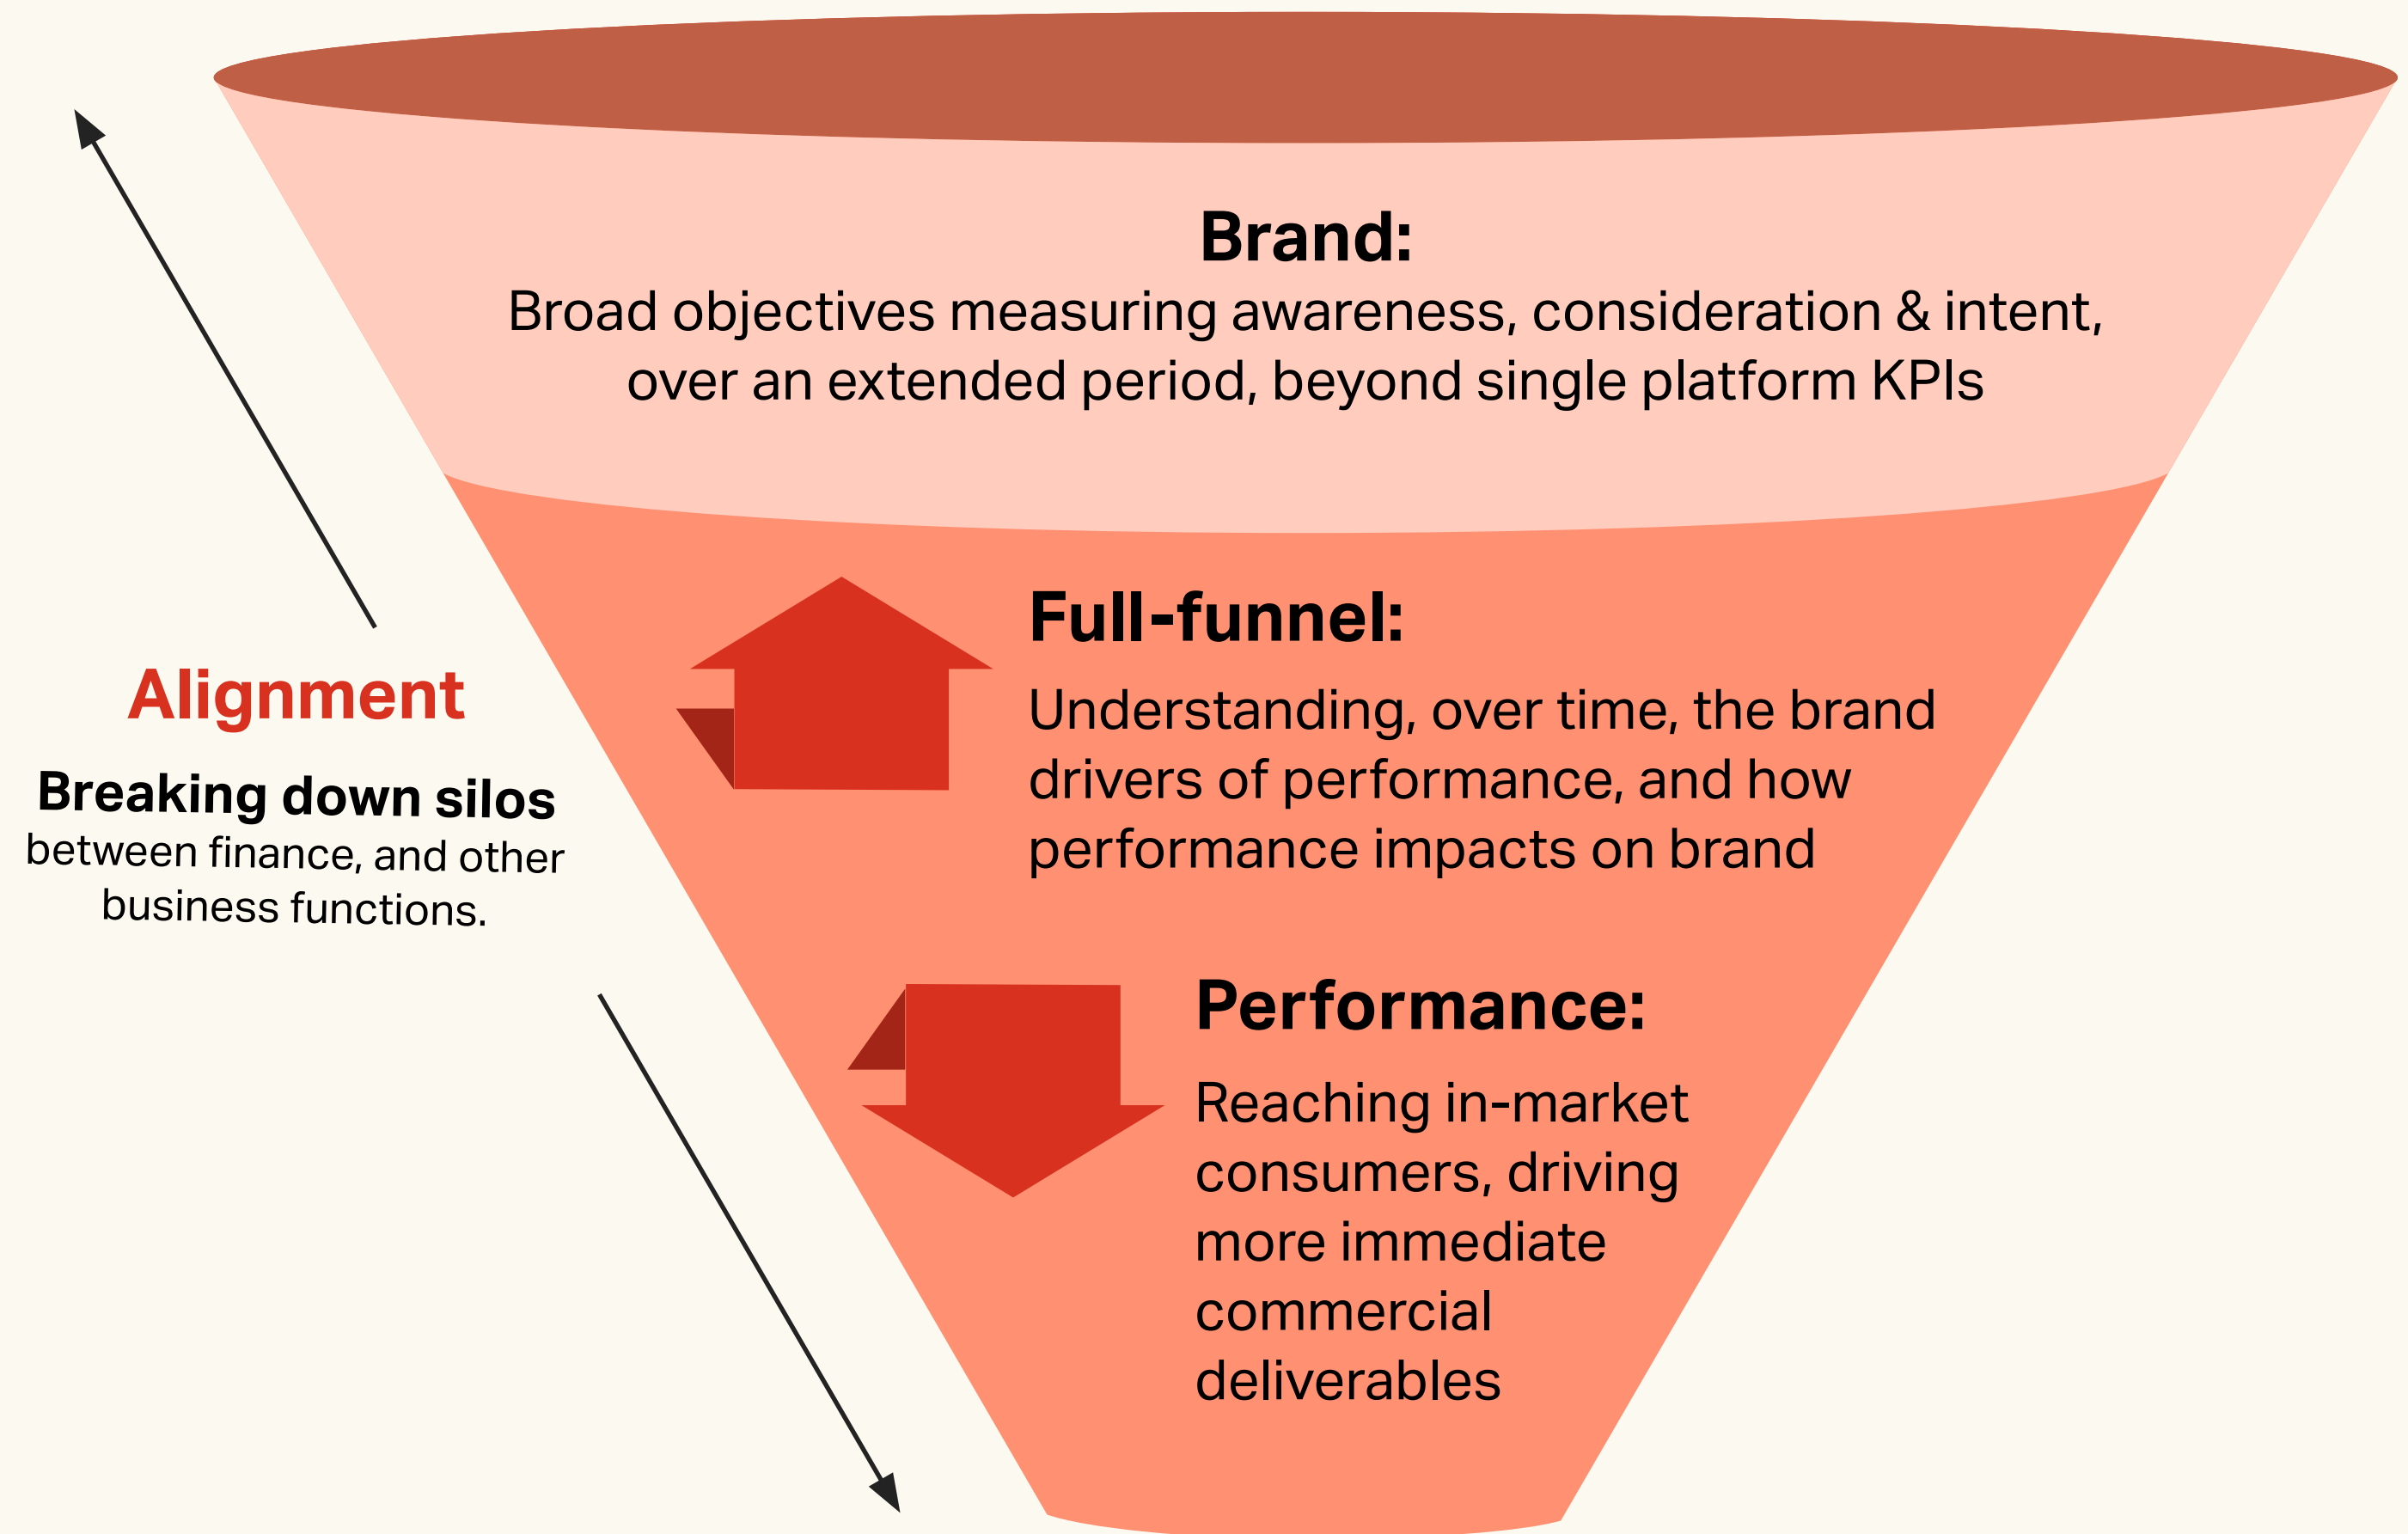 Brand:
Broad objectives measuring awareness, consideration & intent,
over an extended period, beyond single platform KPIs
Full-funnel:
Understanding, over time, the brand
drivers of performance, and how
performance impacts on brand
Alignment
Breaking down silos
between finance, and other
business functions.
Performance:
Reaching in-market
consumers, driving
more immediate
commercial
deliverables